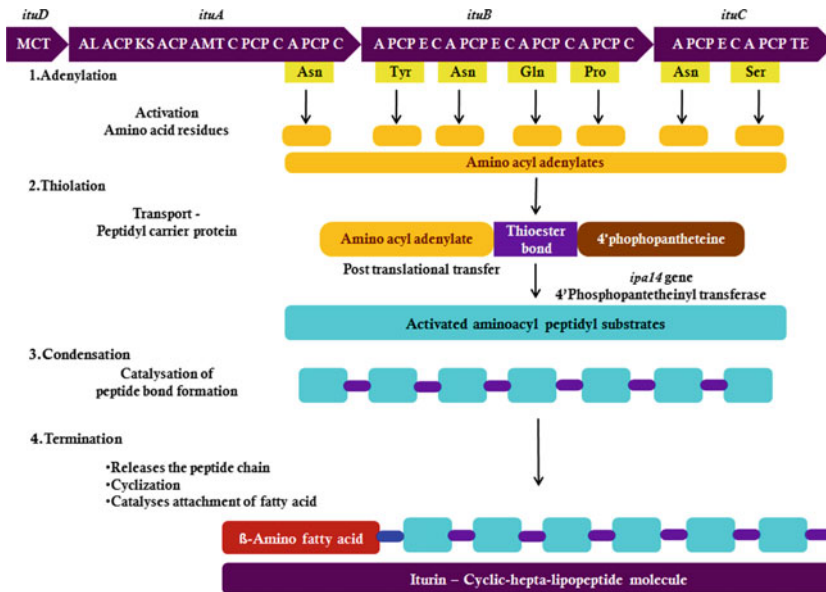 ituD ituA ituB ituC
MCT AL ACP KS ACP AMT C PCP C A PCP C A PCP E C A PCP E C A PCP C A PCP C A PCP E C A PCP TE
1.Adenylation Asn Tyr Asn Gln Pro Asn Ser
Activation
Amino acid residues
Amino acyl adenylates
2.Thiolation
Transport -
Peptidyl carrier protein
Amino acyl adenylate Thioester bond 4'phophopantheteine
Post translational transfer
ipa14 gene
4'Phosphopantetheinyl transferase
Activated aminoacyl peptidyl substrates
3.Condensation
Catalysation of
peptide bond formation
4.Termination
•Releases the peptide chain
•Cyclization
•Catalyses attachment of fatty acid
ß-Amino fatty acid
Iturin – Cyclic-hepta-lipopeptide molecule